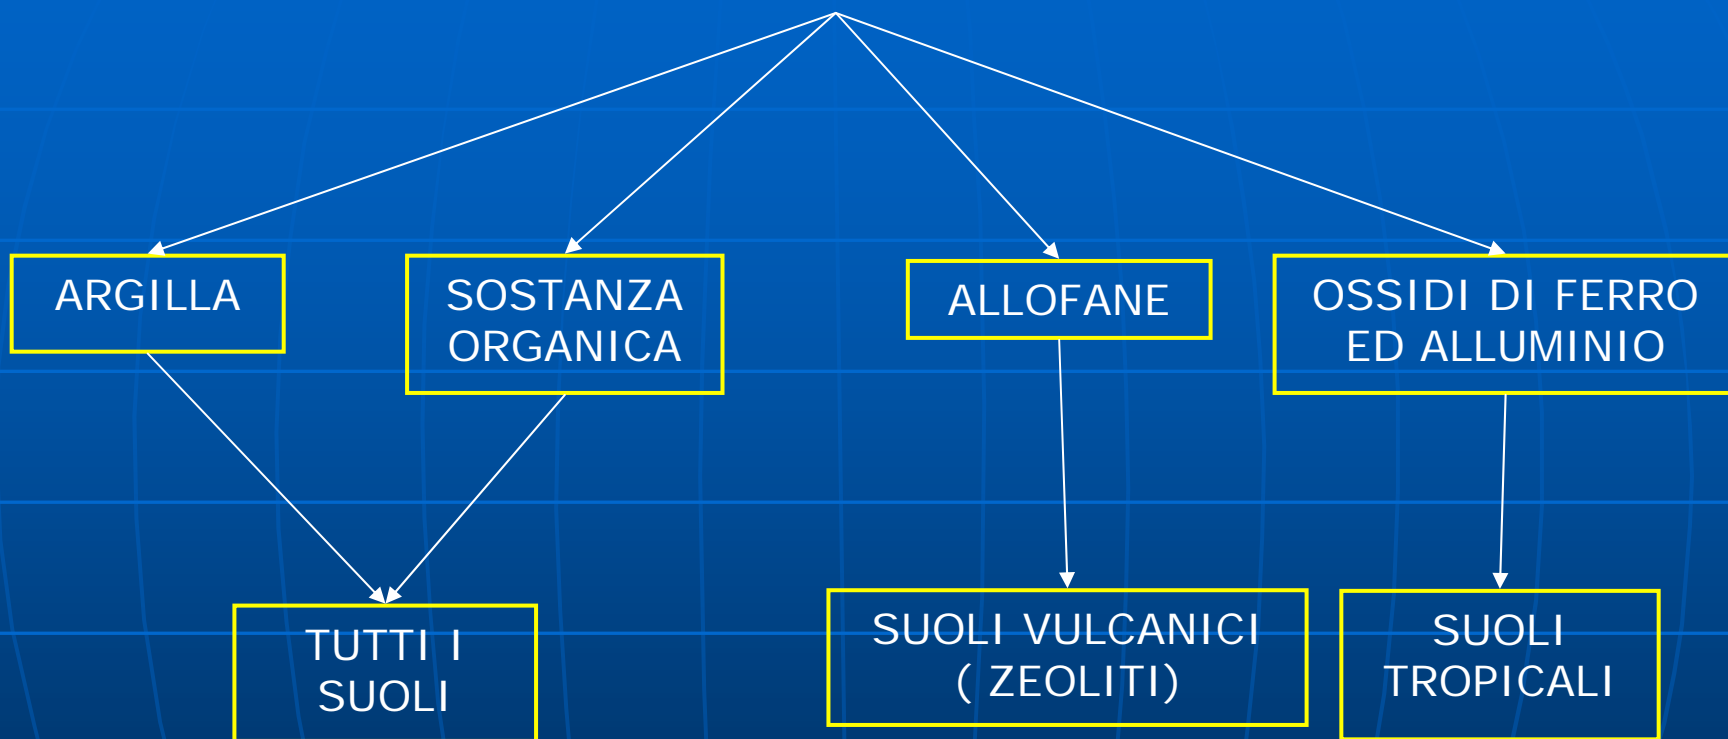 ARGILLA
SOSTANZA
ORGANICA
ALLOFANE
OSSIDI DI FERRO
ED ALLUMINIO
TUTTI I
SUOLI
SUOLI VULCANICI
( ZEOLITI)
SUOLI
TROPICALI